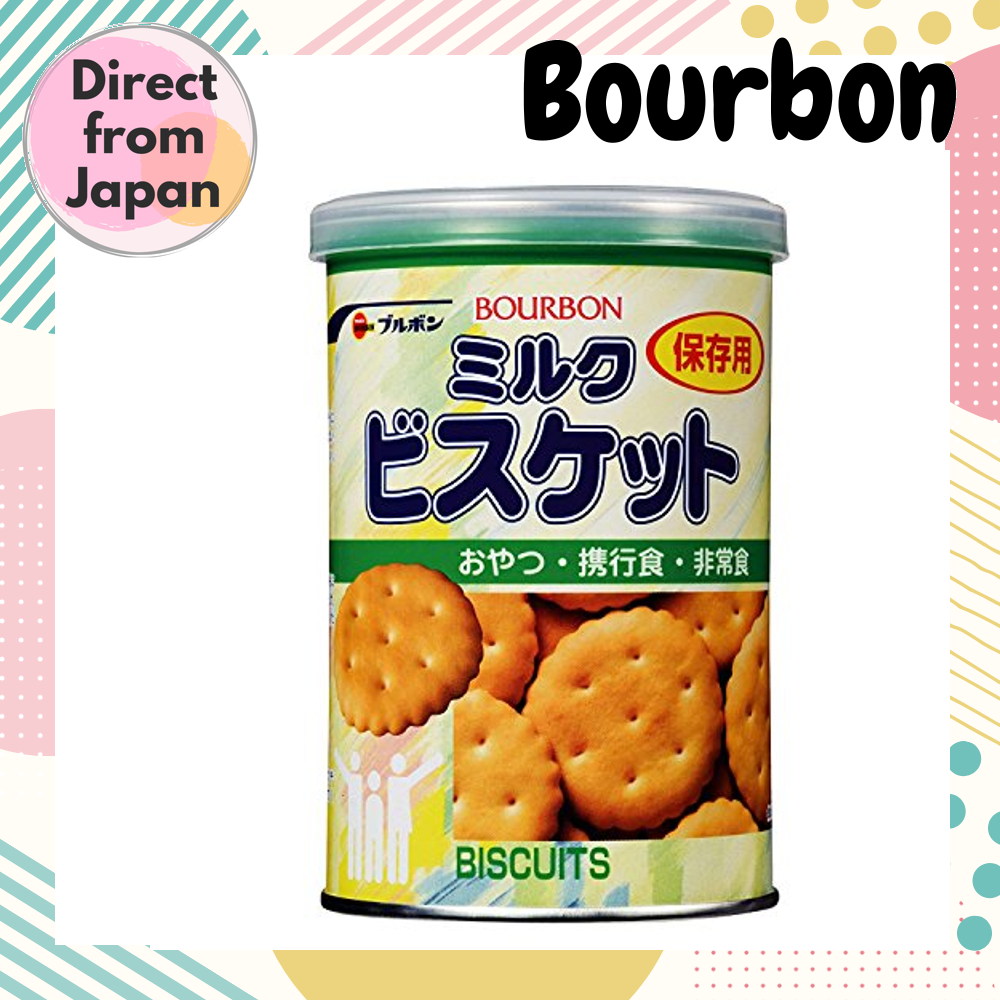 Direct
from
Japan
Bourbon
ブルボン
BOURBON
ミルク
保存用
ビスケット
おやつ・携行食・非常食
BISCUITS